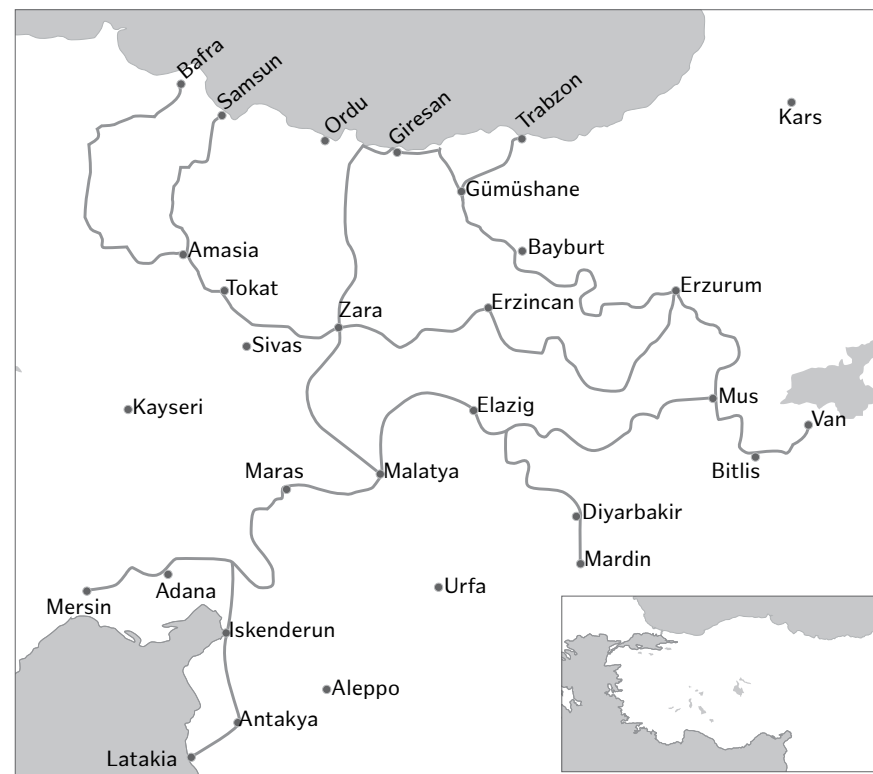 Bafra
Samsun
Ordu
Giresan
Trabzon
Kars
Gümüshane
Amasia
Bayburt
Tokat
Erzurum
Erzincan
Zara
Sivas
Kayseri
Elazig
Mus
Van
Bitlis
Maras
Malatya
Diyarbakir
Mardin
Adana
Mersin
Urfa
Iskenderun
Aleppo
Antakya
Latakia